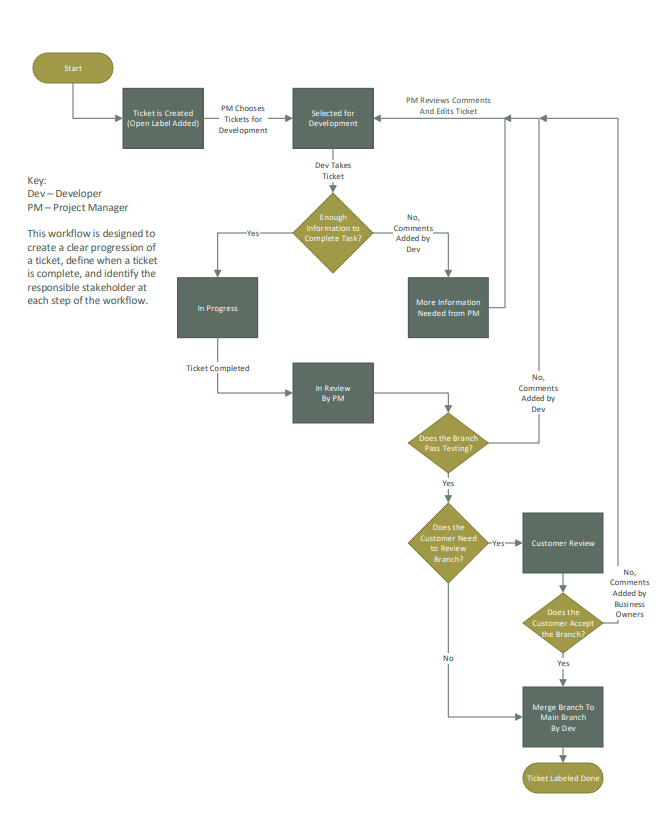 Start
Ticket is Created
(Open Label Added)
PM Chooses
Tickets for
Development
Selected for
Development
PM Reviews Comments
And Edits Ticket
Dev Takes
Ticket
Key:
Dev – Developer
PM – Project Manager
This workflow is designed to
create a clear progression of
a ticket, define when a ticket
is complete, and identify the
responsible stakeholder at
each step of the workflow.
Enough
Information to
Complete Task?
Yes
No,
Comments
Added by
Dev
In Progress
More Information
Needed from PM
Ticket Completed
In Review
By PM
No,
Comments
Added by
Dev
Does the Branch
Pass Testing?
Yes
Does the
Customer Need
to Review
Branch?
Yes
Customer Review
No,
Comments
Added by
Business
Owners
Does the
Customer Accept
the Branch?
No
Yes
Merge Branch To
Main Branch
By Dev
Ticket Labeled Done